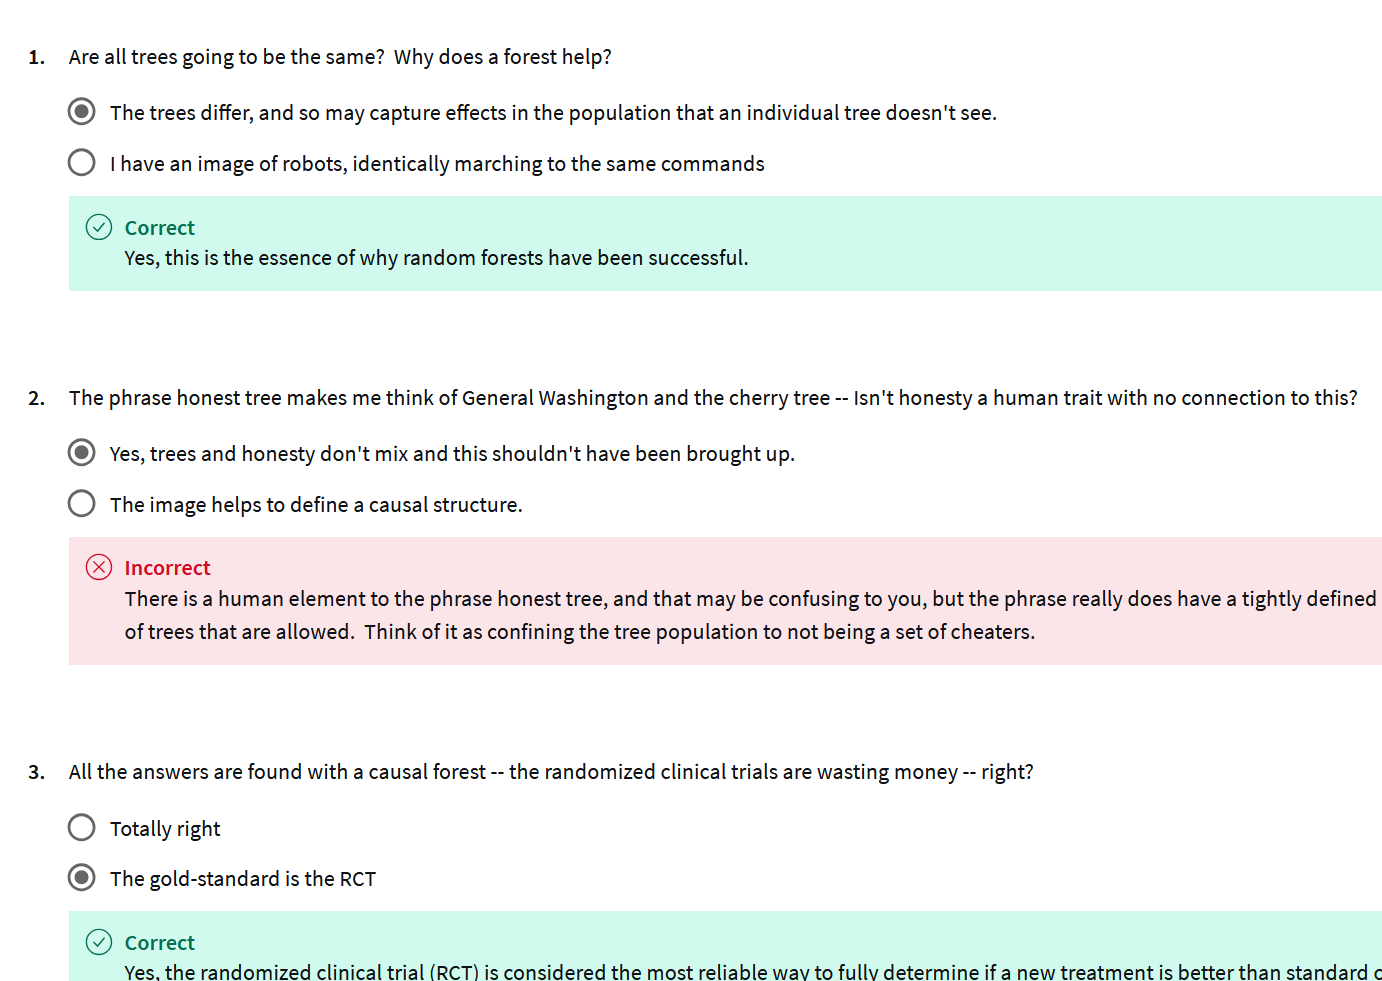 1. Are all trees going to be the same? Why does a forest help?
The trees differ, and so may capture effects in the population that an individual tree doesn't see.
I have an image of robots, identically marching to the same commands
Correct
Yes, this is the essence of why random forests have been successful.
2. The phrase honest tree makes me think of General Washington and the cherry tree -- Isn't honesty a human trait with no connection to this?
Yes, trees and honesty don't mix and this shouldn't have been brought up.
The image helps to define a causal structure.
Incorrect
There is a human element to the phrase honest tree, and that may be confusing to you, but the phrase really does have a tightly defined
of trees that are allowed. Think of it as confining the tree population to not being a set of cheaters.
3. All the answers are found with a causal forest -- the randomized clinical trials are wasting money -- right?
Totally right
The gold-standard is the RCT
Correct
Yes, the randomized clinical trial (RCT) is considered the most reliable way to fully determine if a new treatment is better than standard